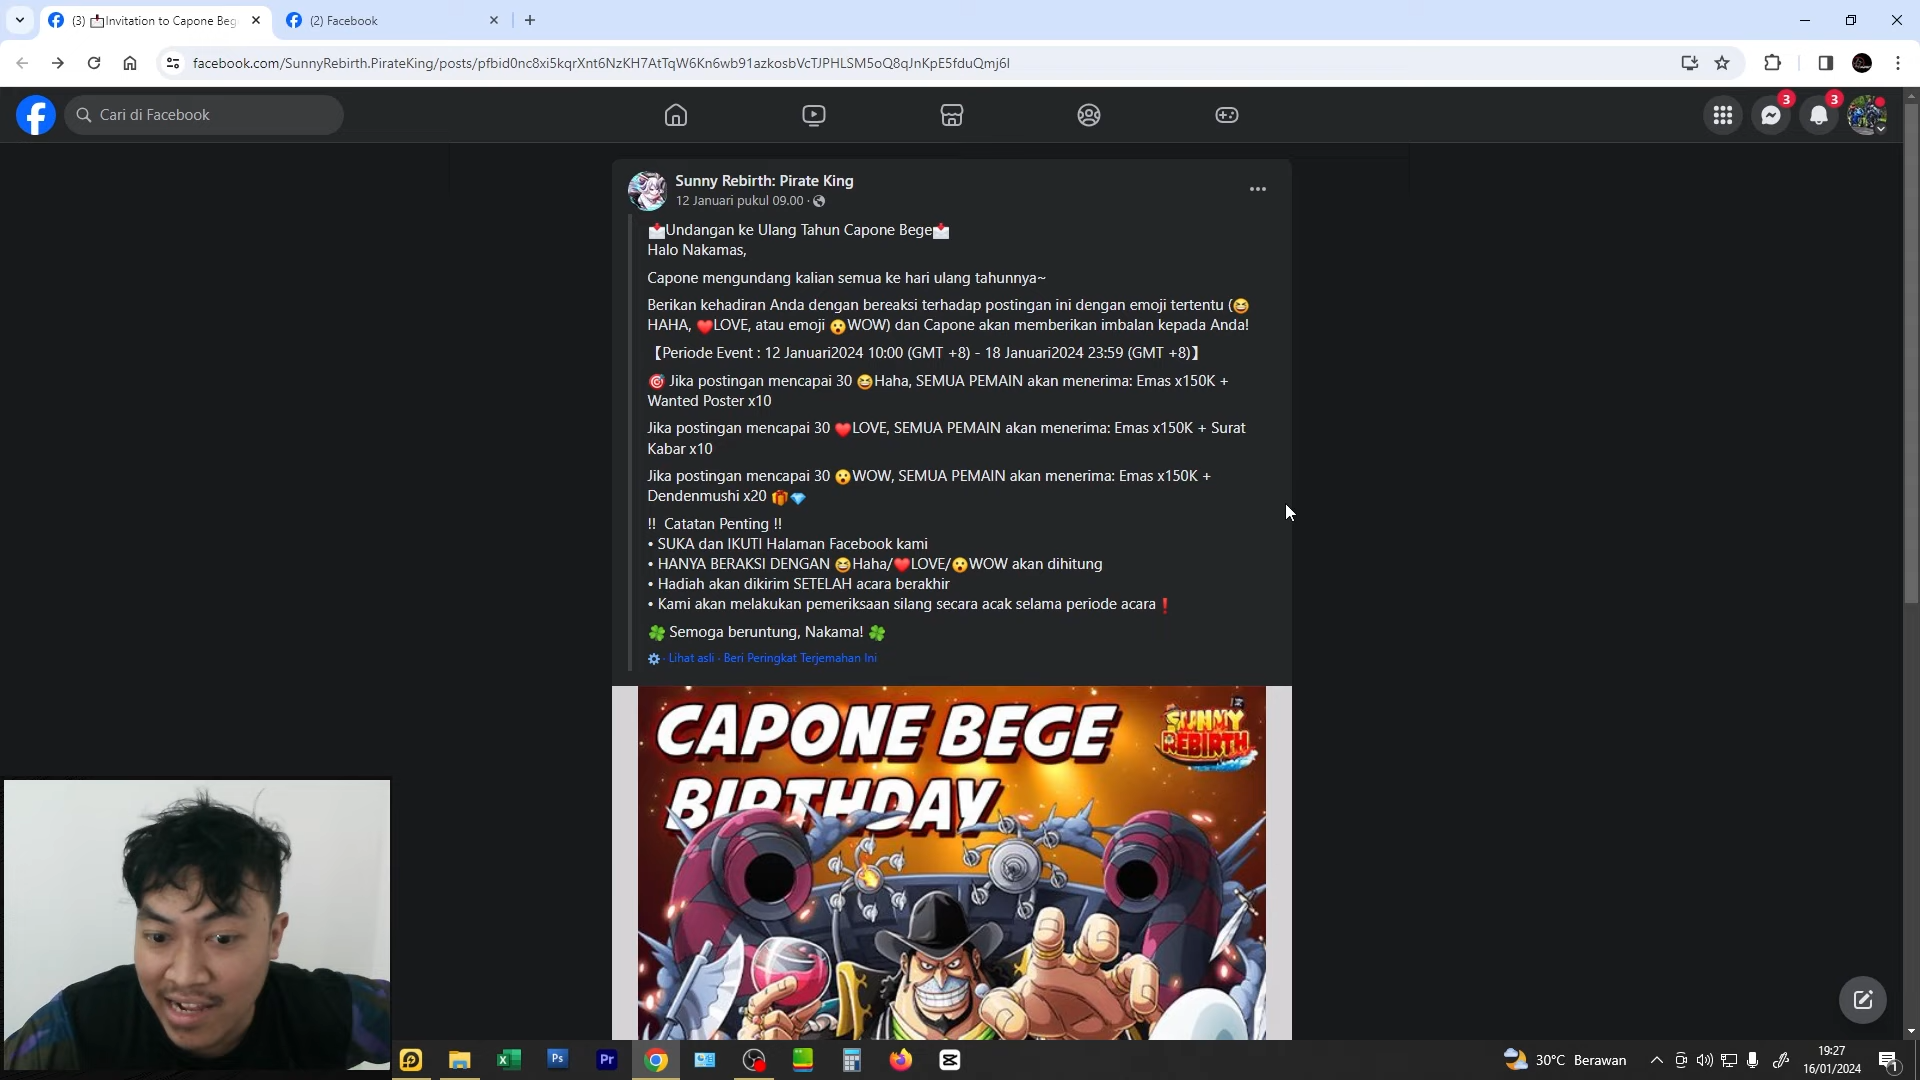 (3) 📩Invitation to Capone Beg
(2) Facebook
facebook.com/SunnyRebirth.PirateKing/posts/pfbid0nc8xi5kqrXnt6NzKH7AtTqW6Kn6wb91azkosbVcTJPHLSM5oQ8qJnKpE5fduQmj6l
Cari di Facebook
3
3
Sunny Rebirth: Pirate King
12 Januari pukul 09.00 ·
📩Undangan ke Ulang Tahun Capone Bege📩
Halo Nakamas,
Capone mengundang kalian semua ke hari ulang tahunnya~
Berikan kehadiran Anda dengan bereaksi terhadap postingan ini dengan emoji tertentu (😆
HAHA, ❤️LOVE, atau emoji 😮WOW) dan Capone akan memberikan imbalan kepada Anda!
【Periode Event : 12 Januari2024 10:00 (GMT +8) - 18 Januari2024 23:59 (GMT +8)】
🎯 Jika postingan mencapai 30 😆Haha, SEMUA PEMAIN akan menerima: Emas x150K +
Wanted Poster x10
Jika postingan mencapai 30 ❤️LOVE, SEMUA PEMAIN akan menerima: Emas x150K + Surat
Kabar x10
Jika postingan mencapai 30 😮WOW, SEMUA PEMAIN akan menerima: Emas x150K +
Dendenmushi x20 🎁💎
!! Catatan Penting !!
• SUKA dan IKUTI Halaman Facebook kami
• HANYA BERAKSI DENGAN 😆Haha/❤️LOVE/😮WOW akan dihitung
• Hadiah akan dikirim SETELAH acara berakhir
• Kami akan melakukan pemeriksaan silang secara acak selama periode acara❗
🍀 Semoga beruntung, Nakama! 🍀
· Lihat asli · Beri Peringkat Terjemahan Ini
CAPONE BEGE
BIRTHDAY
SUNNY
REBIRTH
Ps
Pr
30°C Berawan
19:27
16/01/2024
1